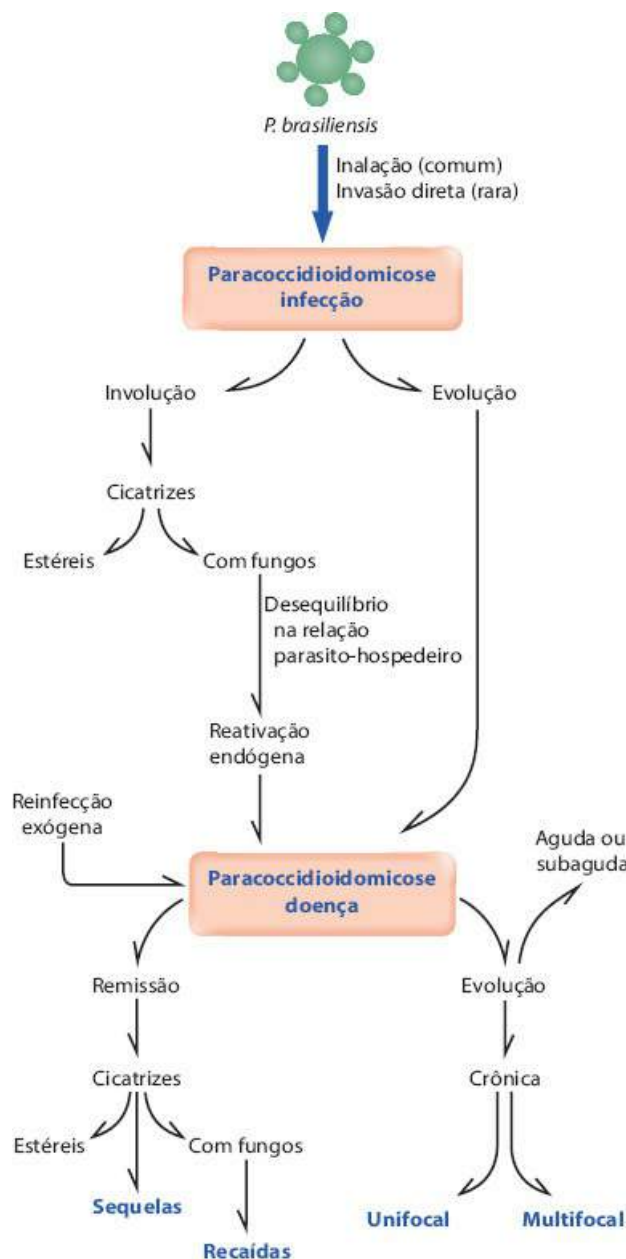 P. brasiliensis
Inalação (comum)
Invasão direta (rara)
Paracoccidioidomicose
infecção
Involução
Evolução
Cicatrizes
Estéreis
Com fungos
Desequilíbrio
na relação
parasito-hospedeiro
Reativação
endógena
Reinfecção
exógena
Aguda ou
subaguda
Paracoccidioidomicose
doença
Remissão
Evolução
Cicatrizes
Crônica
Estéreis
Com fungos
Sequelas
Unifocal
Multifocal
Recaídas